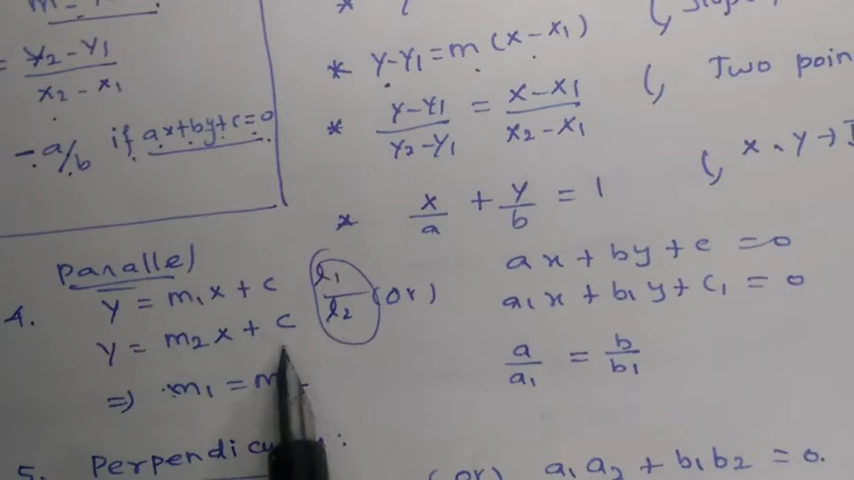 = Y2 - Y1 / x2 - x1
- a/b if ax+by+c=0
* Y-Y1 = m (x - x1)
* Y-Y1 / Y2-Y1 = x-x1 / x2-x1 (, Two poin
* x/a + y/b = 1 (, x, y →
4. Parallel
y = m1x + c l1/l2 (or) ax + by + c = 0
y = m2x + c a1x + b1y + c1 = 0
⇒ m1 = m a/a1 = b/b1
5. Perpendicu :
(or) a1a2 + b1b2 = 0.